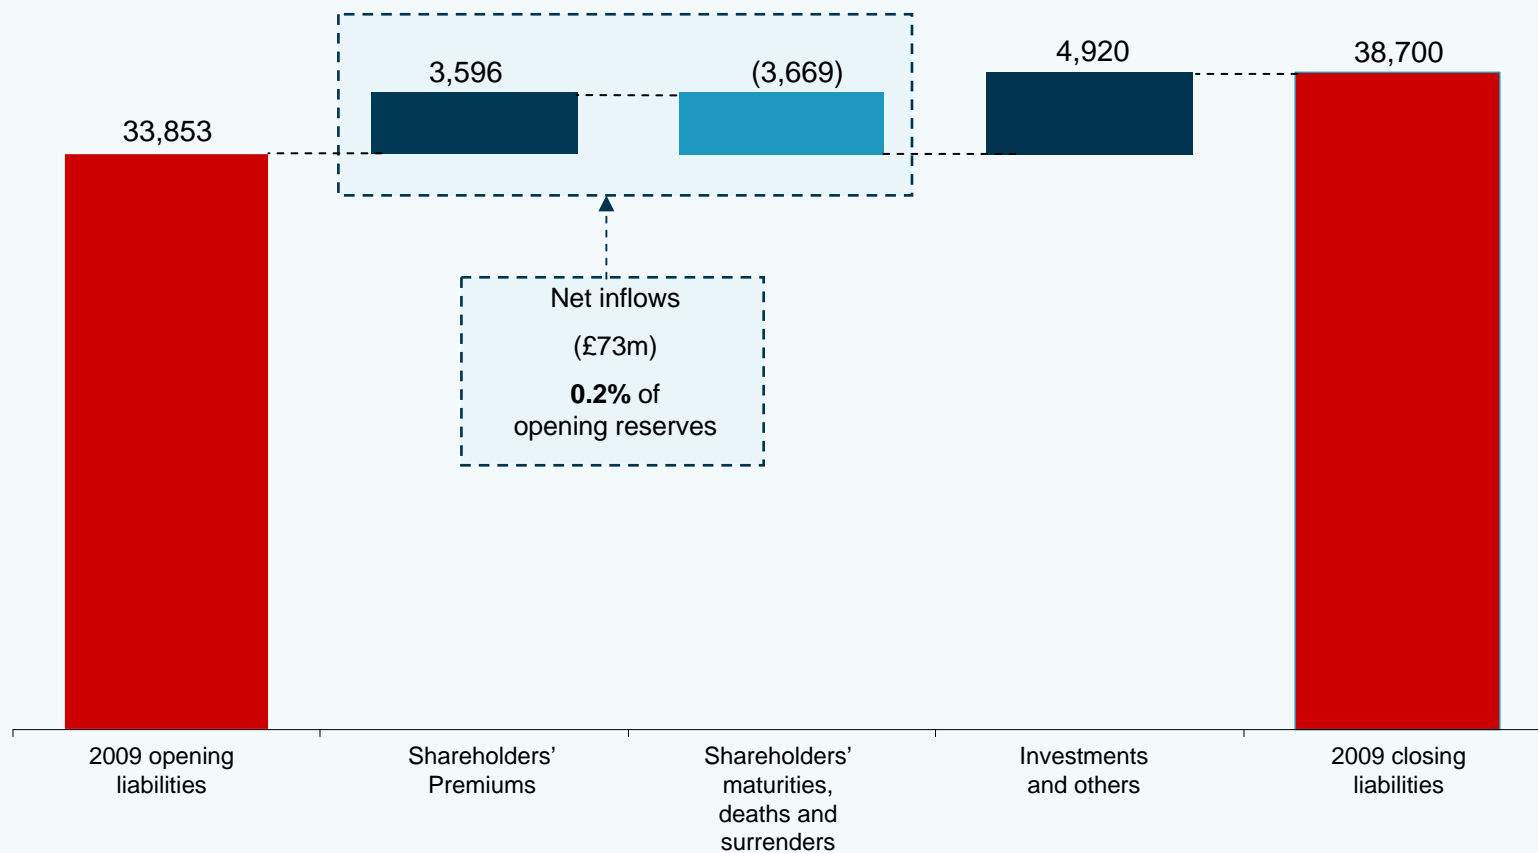 33,853
3,596
(3,669)
4,920
38,700
Net inflows
(£73m)
0.2% of
opening reserves
2009 opening
liabilities
Shareholders’
Premiums
Shareholders’
maturities,
deaths and
surrenders
Investments
and others
2009 closing
liabilities